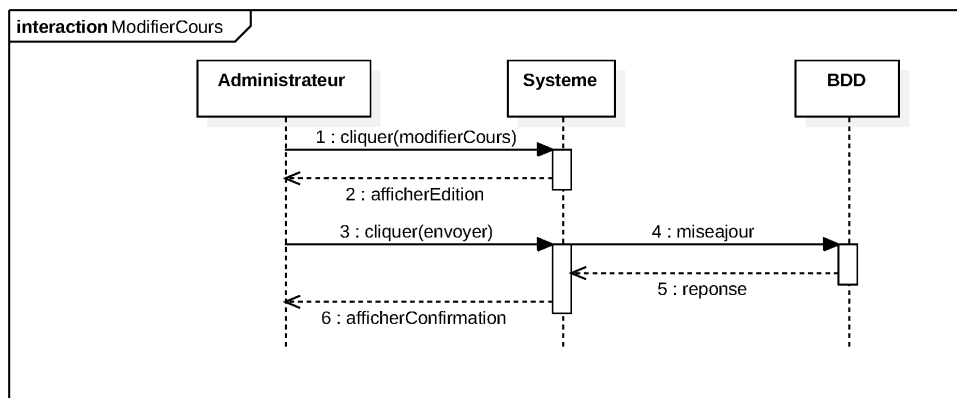 interaction ModifierCours
Administrateur
Systeme
BDD
1 : cliquer(modifierCours)
2 : afficherEdition
3 : cliquer(envoyer)
4 : miseajour
5 : reponse
6 : afficherConfirmation